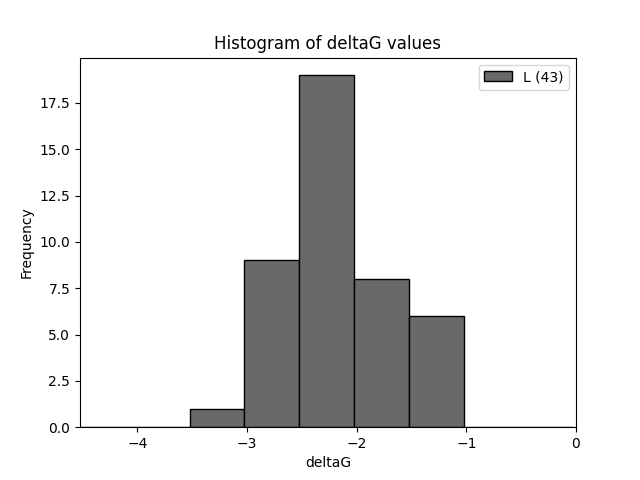 Histogram of deltaG values
L (43)
17.5
15.0
12.5
10.0
7.5
5.0
2.5
0.0
Frequency
−4 −3 −2 −1 0
deltaG